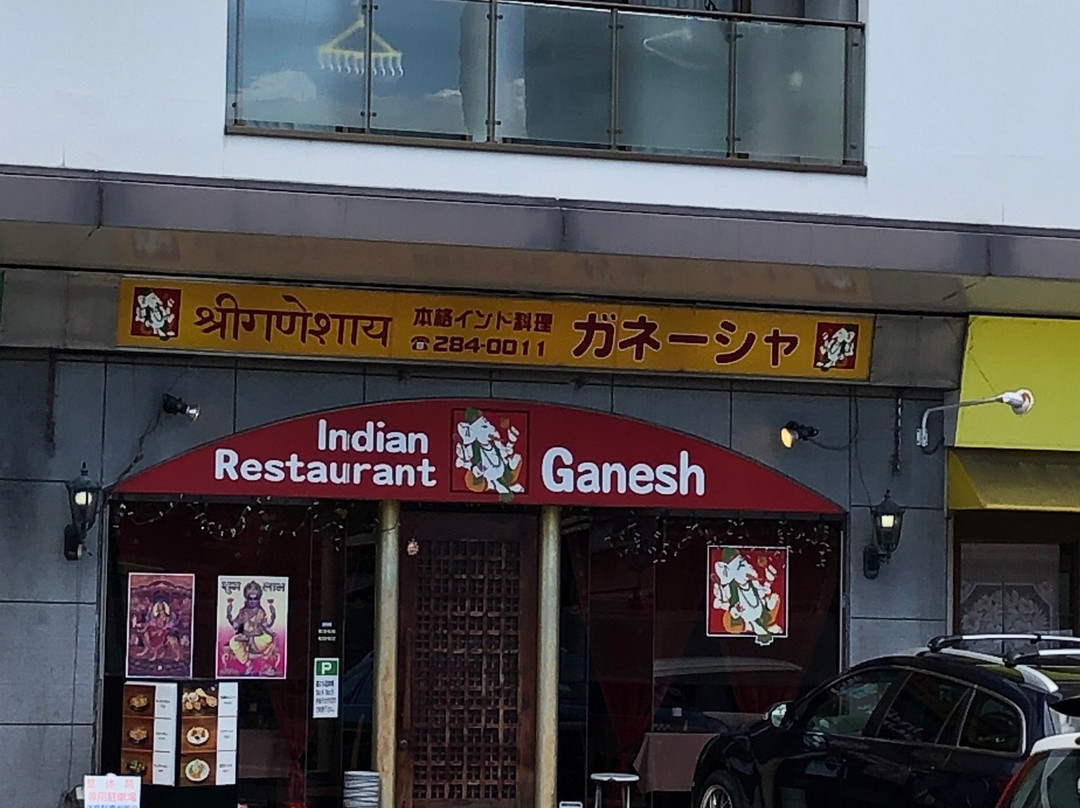 श्रीगणेशाय
本格インド料理
☎284-0011
ガネーシャ
Indian
Restaurant
Ganesh
शुभ लाभ
P